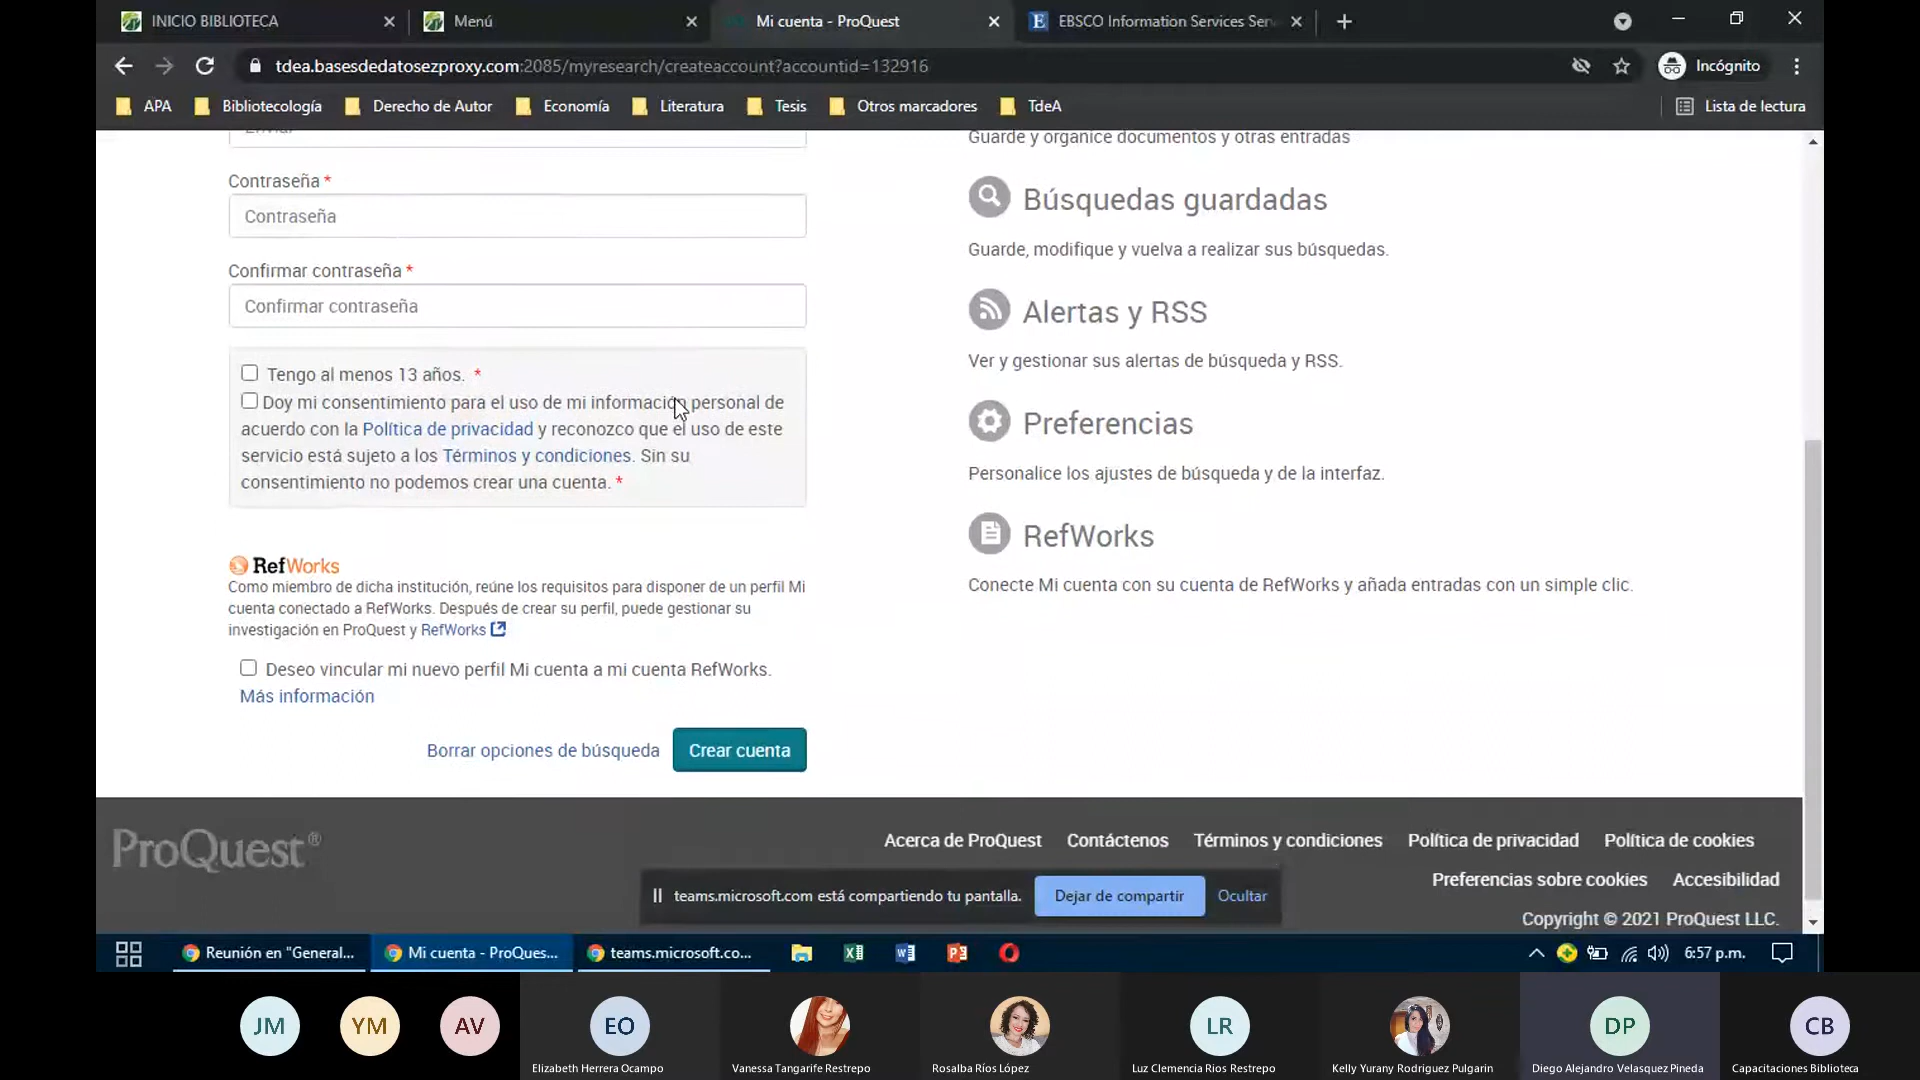 INICIO BIBLIOTECA
Menú
Mi cuenta - ProQuest
EBSCO Information Services Ser
tdea.basesdedatosezproxy.com:2085/myresearch/createaccount?accountid=132916
Incógnito
APA
Bibliotecología
Derecho de Autor
Economía
Literatura
Tesis
Otros marcadores
TdeA
Lista de lectura
Contraseña *
Contraseña
Confirmar contraseña *
Confirmar contraseña
Tengo al menos 13 años. *
Doy mi consentimiento para el uso de mi información personal de
acuerdo con la Política de privacidad y reconozco que el uso de este
servicio está sujeto a los Términos y condiciones. Sin su
consentimiento no podemos crear una cuenta. *
RefWorks
Como miembro de dicha institución, reúne los requisitos para disponer de un perfil Mi
cuenta conectado a RefWorks. Después de crear su perfil, puede gestionar su
investigación en ProQuest y RefWorks
Deseo vincular mi nuevo perfil Mi cuenta a mi cuenta RefWorks.
Más información
Borrar opciones de búsqueda
Crear cuenta
Guarde y organice documentos y otras entradas
Búsquedas guardadas
Guarde, modifique y vuelva a realizar sus búsquedas.
Alertas y RSS
Ver y gestionar sus alertas de búsqueda y RSS.
Preferencias
Personalice los ajustes de búsqueda y de la interfaz.
RefWorks
Conecte Mi cuenta con su cuenta de RefWorks y añada entradas con un simple clic.
ProQuest®
Acerca de ProQuest
Contáctenos
Términos y condiciones
Política de privacidad
Política de cookies
Preferencias sobre cookies
Accesibilidad
Copyright © 2021 ProQuest LLC.
teams.microsoft.com está compartiendo tu pantalla.
Dejar de compartir
Ocultar
Reunión en "General...
Mi cuenta - ProQues...
teams.microsoft.co...
6:57 p.m.
JM
YM
AV
EO
LR
DP
CB
Elizabeth Herrera Ocampo
Vanessa Tangarife Restrepo
Rosalba Ríos López
Luz Clemencia Rios Restrepo
Kelly Yurany Rodriguez Pulgarin
Diego Alejandro Velasquez Pineda
Capacitaciones Biblioteca